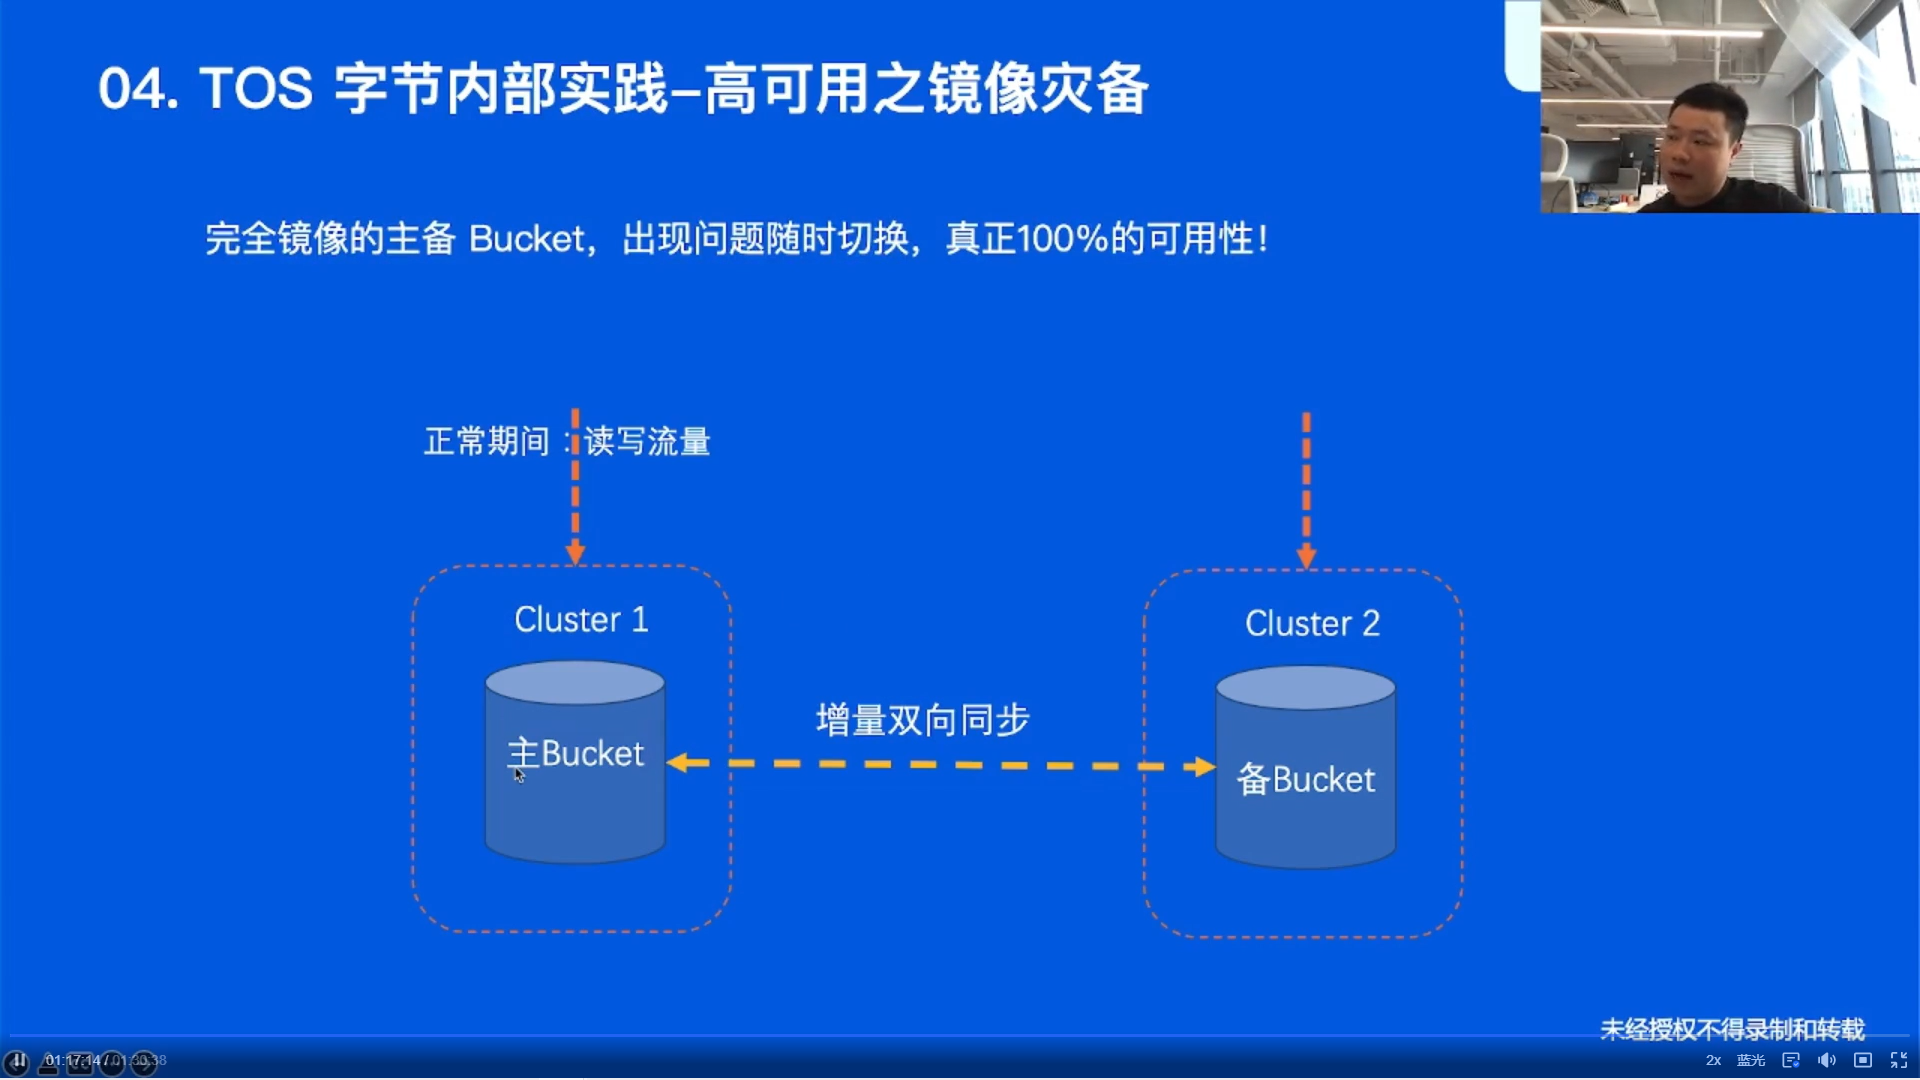 04. TOS 字节内部实践–高可用之镜像灾备
完全镜像的主备 Bucket，出现问题随时切换，真正100%的可用性！
正常期间：读写流量
Cluster 1
Cluster 2
增量双向同步
主Bucket
备Bucket
未经授权不得录制和转载
01:17:14 / 01:30:38
2x 蓝光